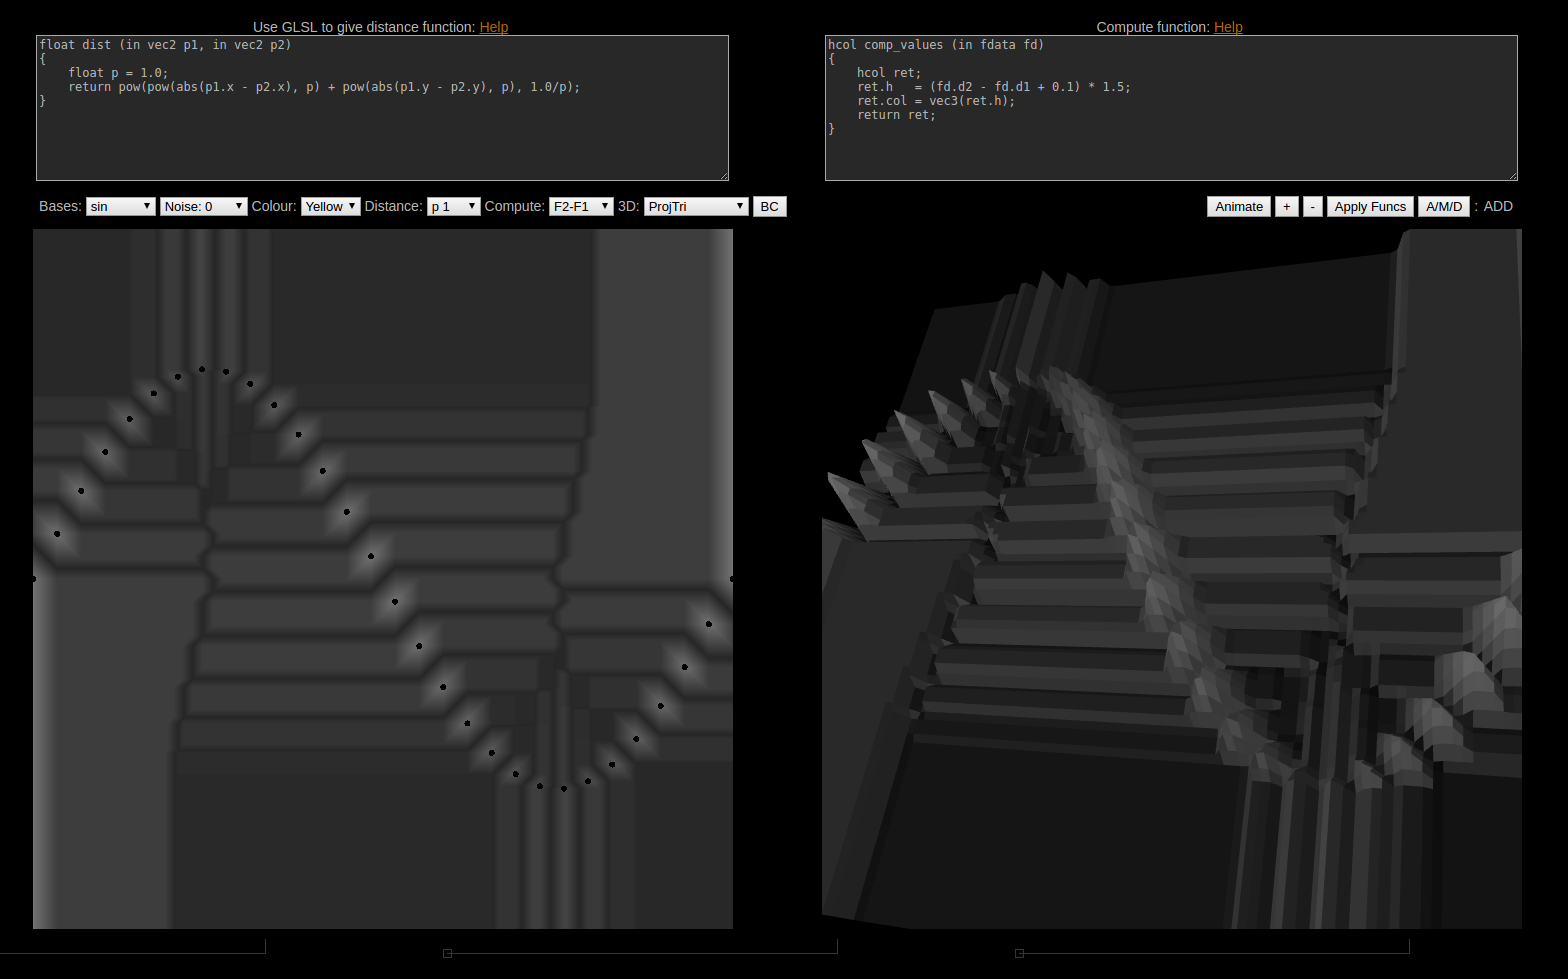 Use GLSL to give distance function: Help
float dist (in vec2 p1, in vec2 p2)
{
    float p = 1.0;
    return pow(pow(abs(p1.x - p2.x), p) + pow(abs(p1.y - p2.y), p), 1.0/p);
}
Compute function: Help
hcol comp_values (in fdata fd)
{
    hcol ret;
    ret.h   = (fd.d2 - fd.d1 + 0.1) * 1.5;
    ret.col = vec3(ret.h);
    return ret;
}
Bases: sin Noise: 0 Colour: Yellow Distance: p 1 Compute: F2-F1 3D: ProjTri BC
Animate + - Apply Funcs A/M/D : ADD